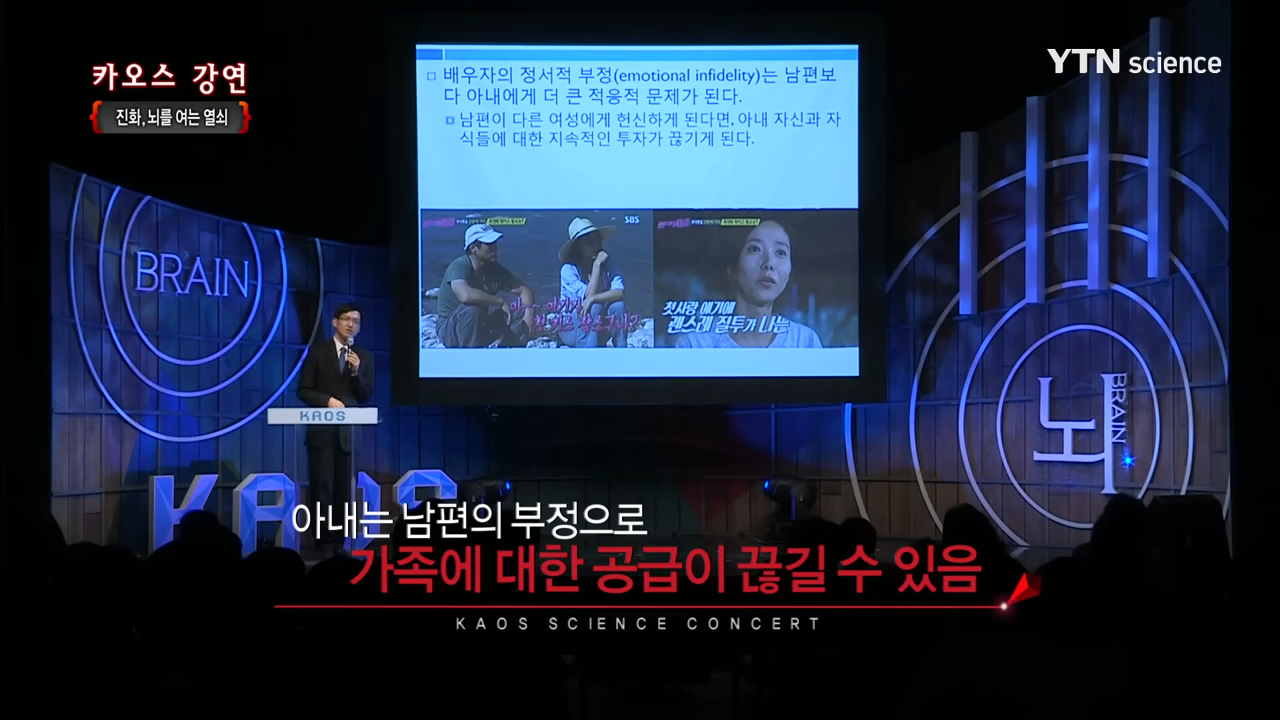 카오스 강연
진화, 뇌를 여는 열쇠
YTN science
배우자의 정서적 부정(emotional infidelity)는 남편보
다 아내에게 더 큰 적응적 문제가 된다.
남편이 다른 여성에게 헌신하게 된다면, 아내 자신과 자
식들에 대한 지속적인 투자가 끊기게 된다.
SBS
첫사랑 얘기에
괜스레 질투가 나는
BRAIN
KAOS
뇌
BRAIN
KAOS
아내는 남편의 부정으로
가족에 대한 공급이 끊길 수 있음
KAOS SCIENCE CONCERT